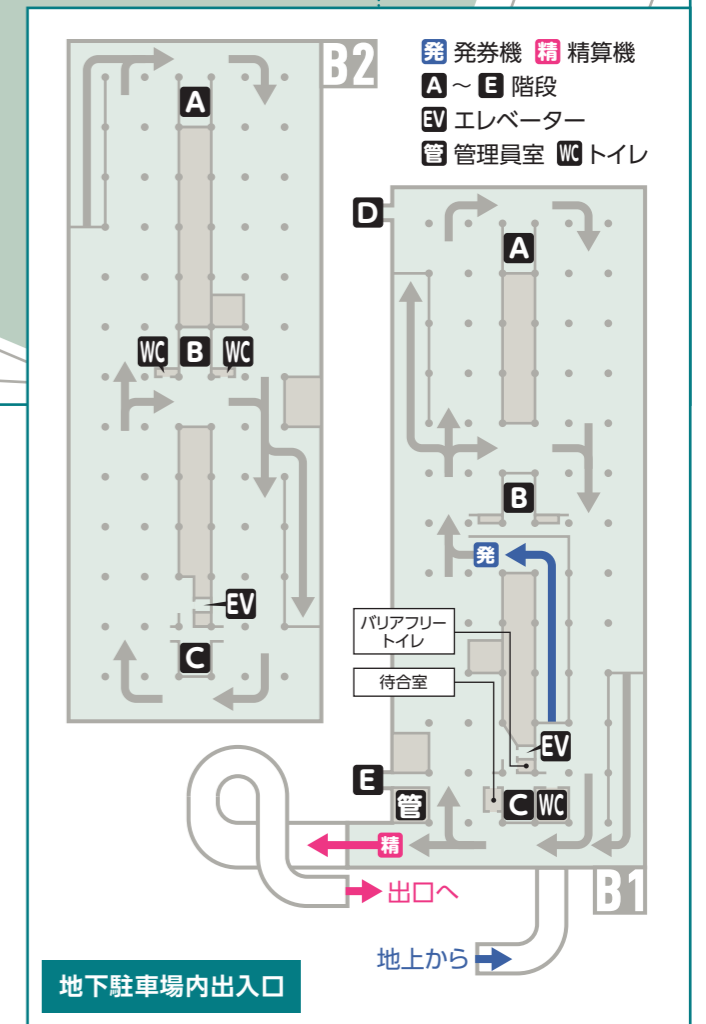 B2
発 発券機 精 精算機
A ～ E 階段
EV エレベーター
管 管理員室 WC トイレ
A
WC B WC
EV
C
D
A
B
発
バリアフリー
トイレ
待合室
EV
E
管
C WC
精
B1
出口へ
地上から
地下駐車場内出入口